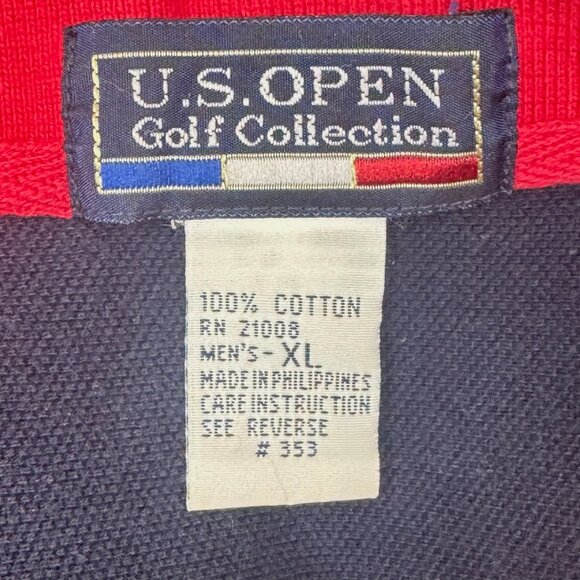 U.S. OPEN
Golf Collection
100% COTTON
RN 21008
MEN'S-XL
MADE IN PHILIPPINES
CARE INSTRUCTION
SEE REVERSE
# 353